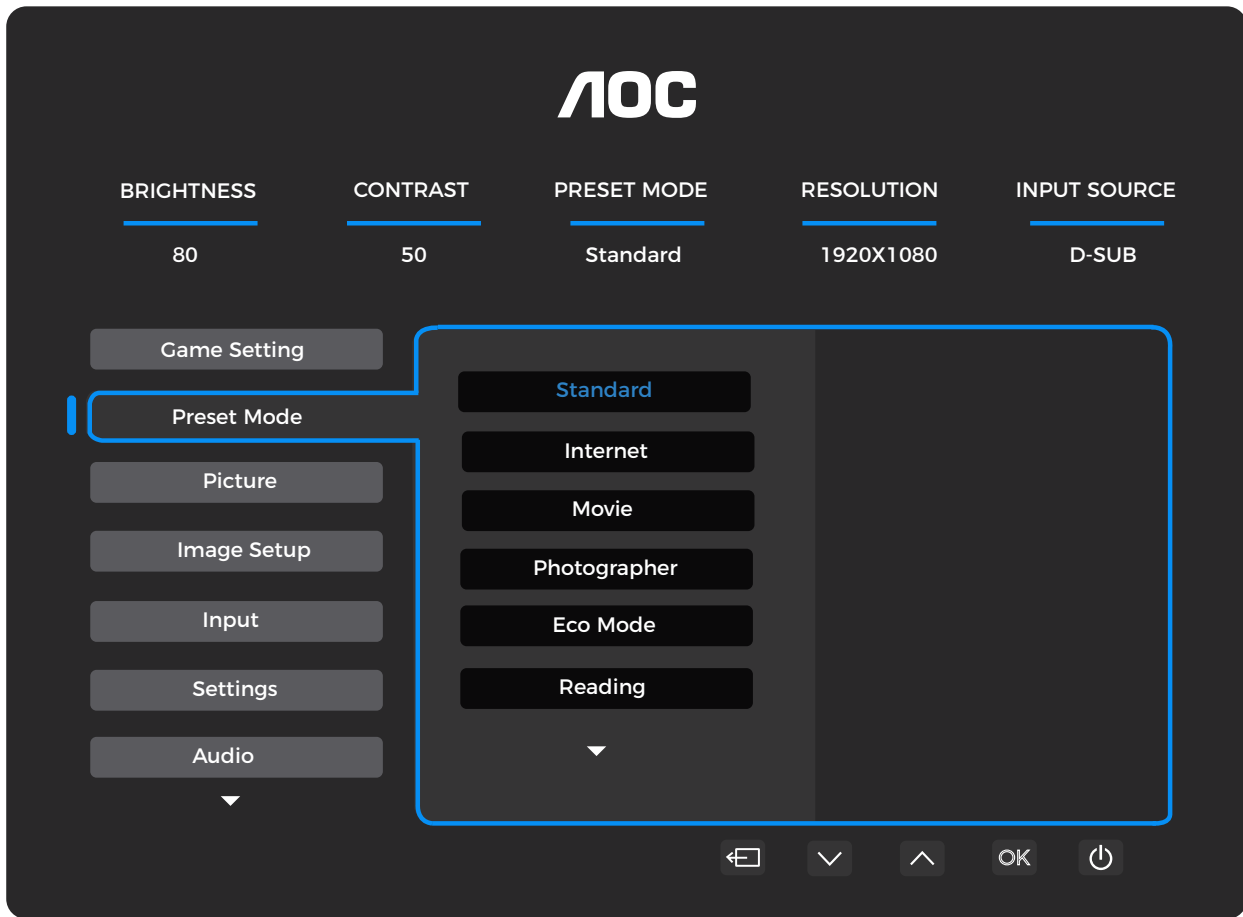 AOC
BRIGHTNESS CONTRAST PRESET MODE RESOLUTION INPUT SOURCE
80 50 Standard 1920X1080 D-SUB
Game Setting
Preset Mode
Picture
Image Setup
Input
Settings
Audio
Standard
Internet
Movie
Photographer
Eco Mode
Reading
OK